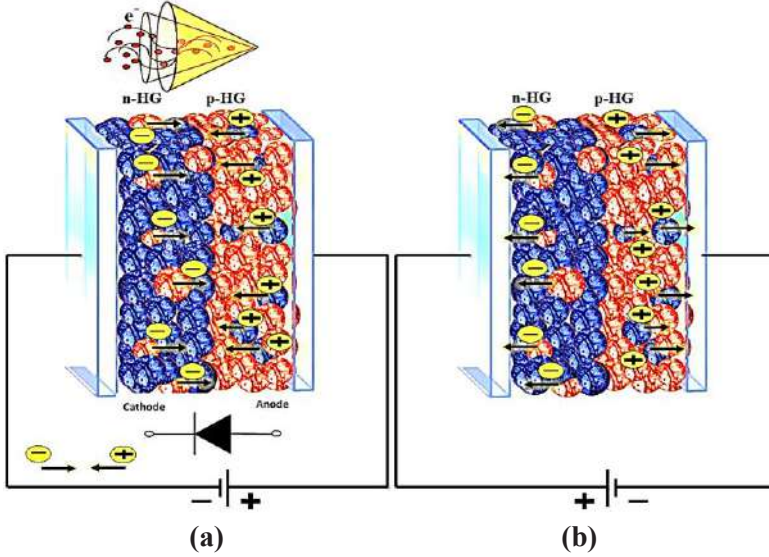 e⁻
n-HG p-HG
n-HG p-HG
Cathode Anode
− +
− +
+ −
(a) (b)